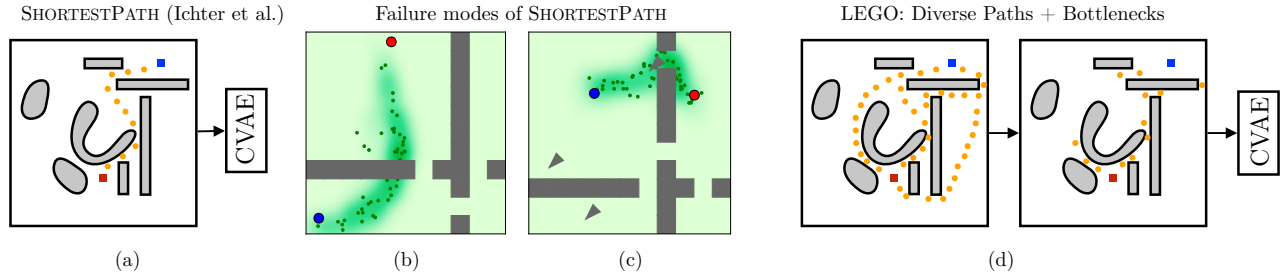 SHORTESTPATH (Ichter et al.)
Failure modes of SHORTESTPATH
LEGO: Diverse Paths + Bottlenecks
CVAE
CVAE
(a)
(b)
(c)
(d)